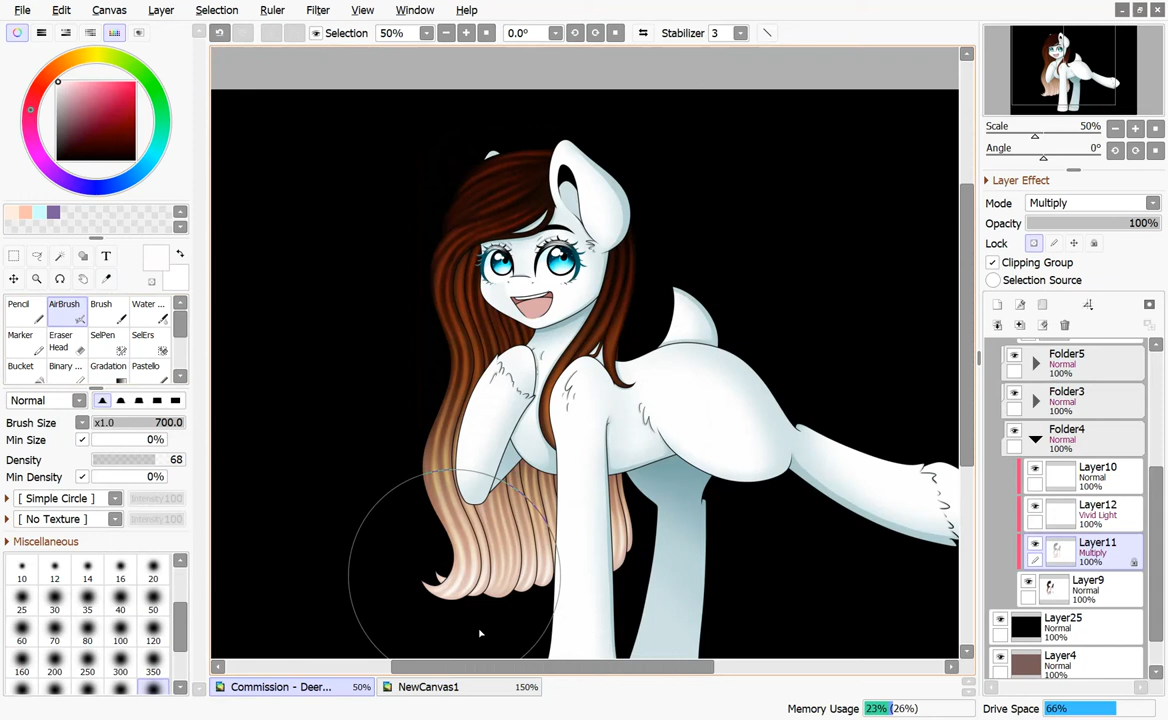 File Edit Canvas Layer Selection Ruler Filter View Window Help
Selection 50% 0.0° Stabilizer 3
T
Pencil AirBrush Brush Water ...
Marker Eraser Head SelPen SelErs
Bucket Binary ... Gradation Pastello
Normal
Brush Size x1.0 700.0
Min Size 0%
Density 68
Min Density 0%
[ Simple Circle ] Intensity 100
[ No Texture ] Intensity 100
Miscellaneous
10 12 14 16 20
25 30 35 40 50
60 70 80 100 120
160 200 250 300 350
Scale 50%
Angle 0°
Layer Effect
Mode Multiply
Opacity 100%
Lock
Clipping Group
Selection Source
Folder5
Normal
100%
Folder3
Normal
100%
Folder4
Normal
100%
Layer10
Normal
100%
Layer12
Vivid Light
100%
Layer11
Multiply
100%
Layer9
Normal
100%
Layer25
Normal
100%
Layer4
Normal
100%
Commission - Deer... 50% NewCanvas1 150%
Memory Usage 23% (26%) Drive Space 66%